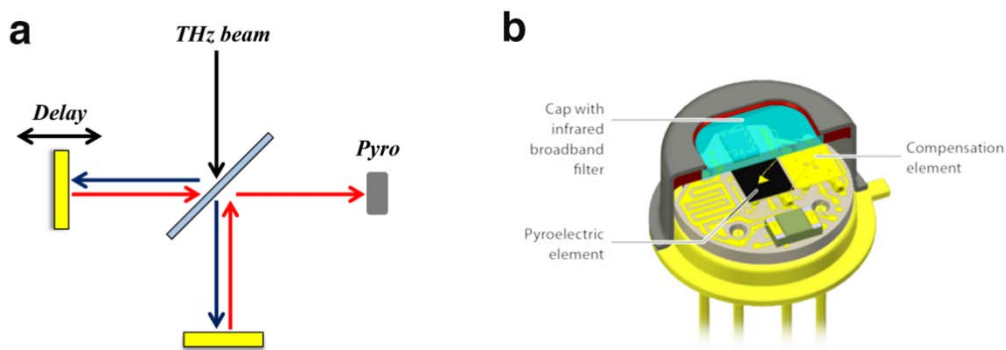 a
THz beam
Delay
Pyro
b
Cap with
infrared
broadband
filter
Compensation
element
Pyroelectric
element